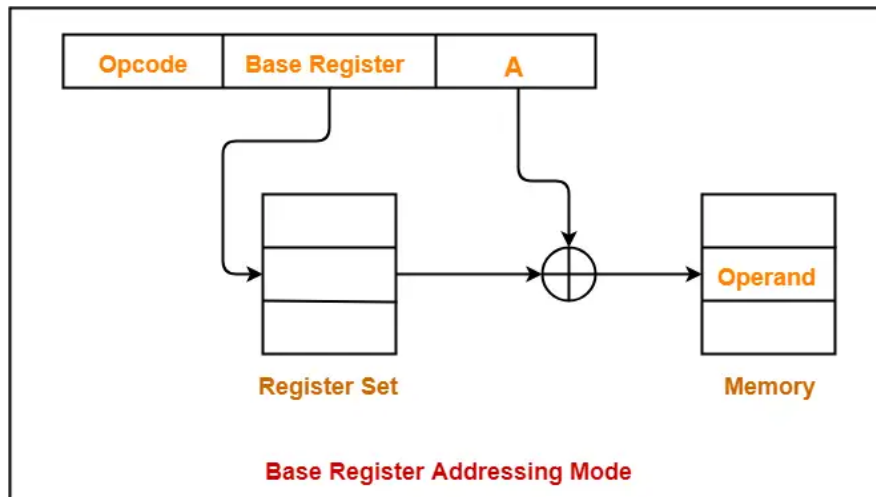 Opcode Base Register A
Operand
Register Set Memory
Base Register Addressing Mode